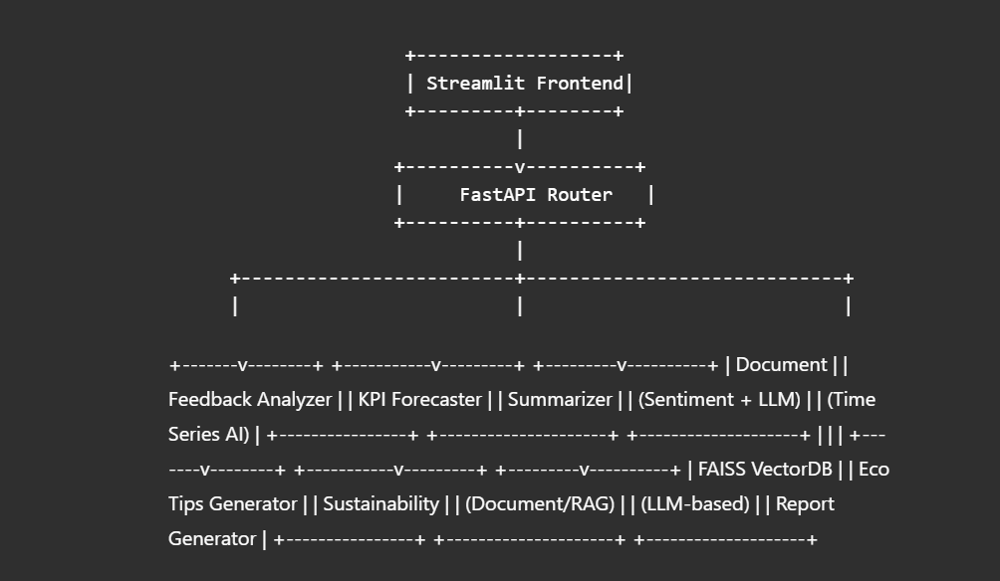 +------------------+
| Streamlit Frontend|
+---------+--------+
|
+----------v----------+
|     FastAPI Router   |
+----------+----------+
|
+--------------------------+-----------------------------+
|                          |                             |
+-------v--------+ +-----------v---------+ +---------v----------+ | Document | |
Feedback Analyzer | | KPI Forecaster | | Summarizer | | (Sentiment + LLM) | | (Time
Series AI) | +----------------+ +---------------------+ +--------------------+ | | | +---
----v--------+ +-----------v---------+ +---------v----------+ | FAISS VectorDB | | Eco
Tips Generator | | Sustainability | | (Document/RAG) | | (LLM-based) | | Report
Generator | +----------------+ +---------------------+ +--------------------+